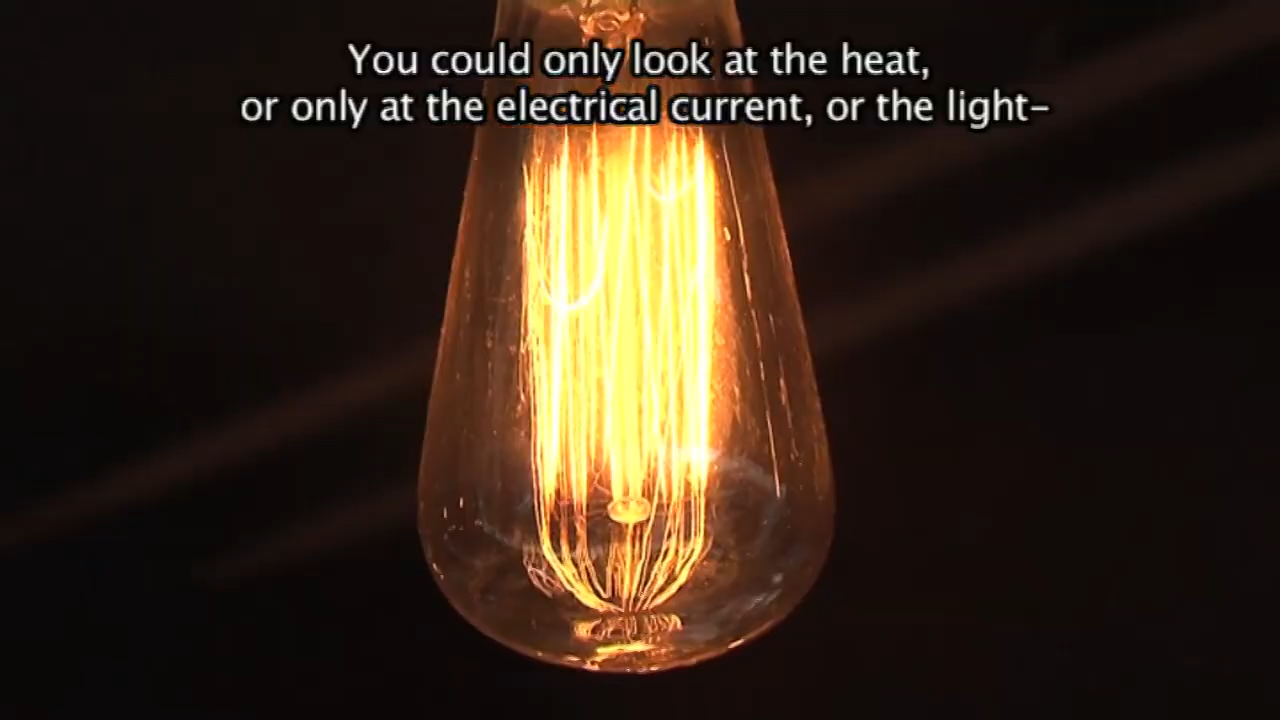 You could only look at the heat,
or only at the electrical current, or the light–